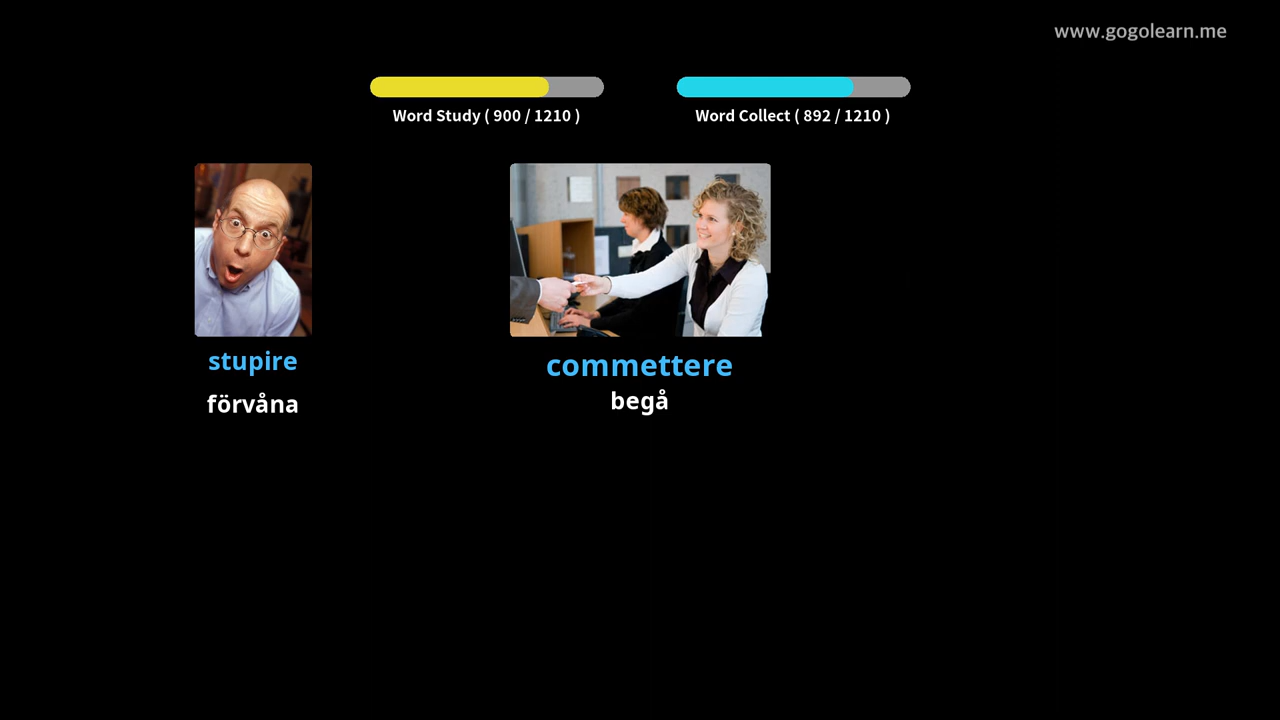 www.gogolearn.me
Word Study ( 900 / 1210 )
Word Collect ( 892 / 1210 )
stupire
förvåna
commettere
begå